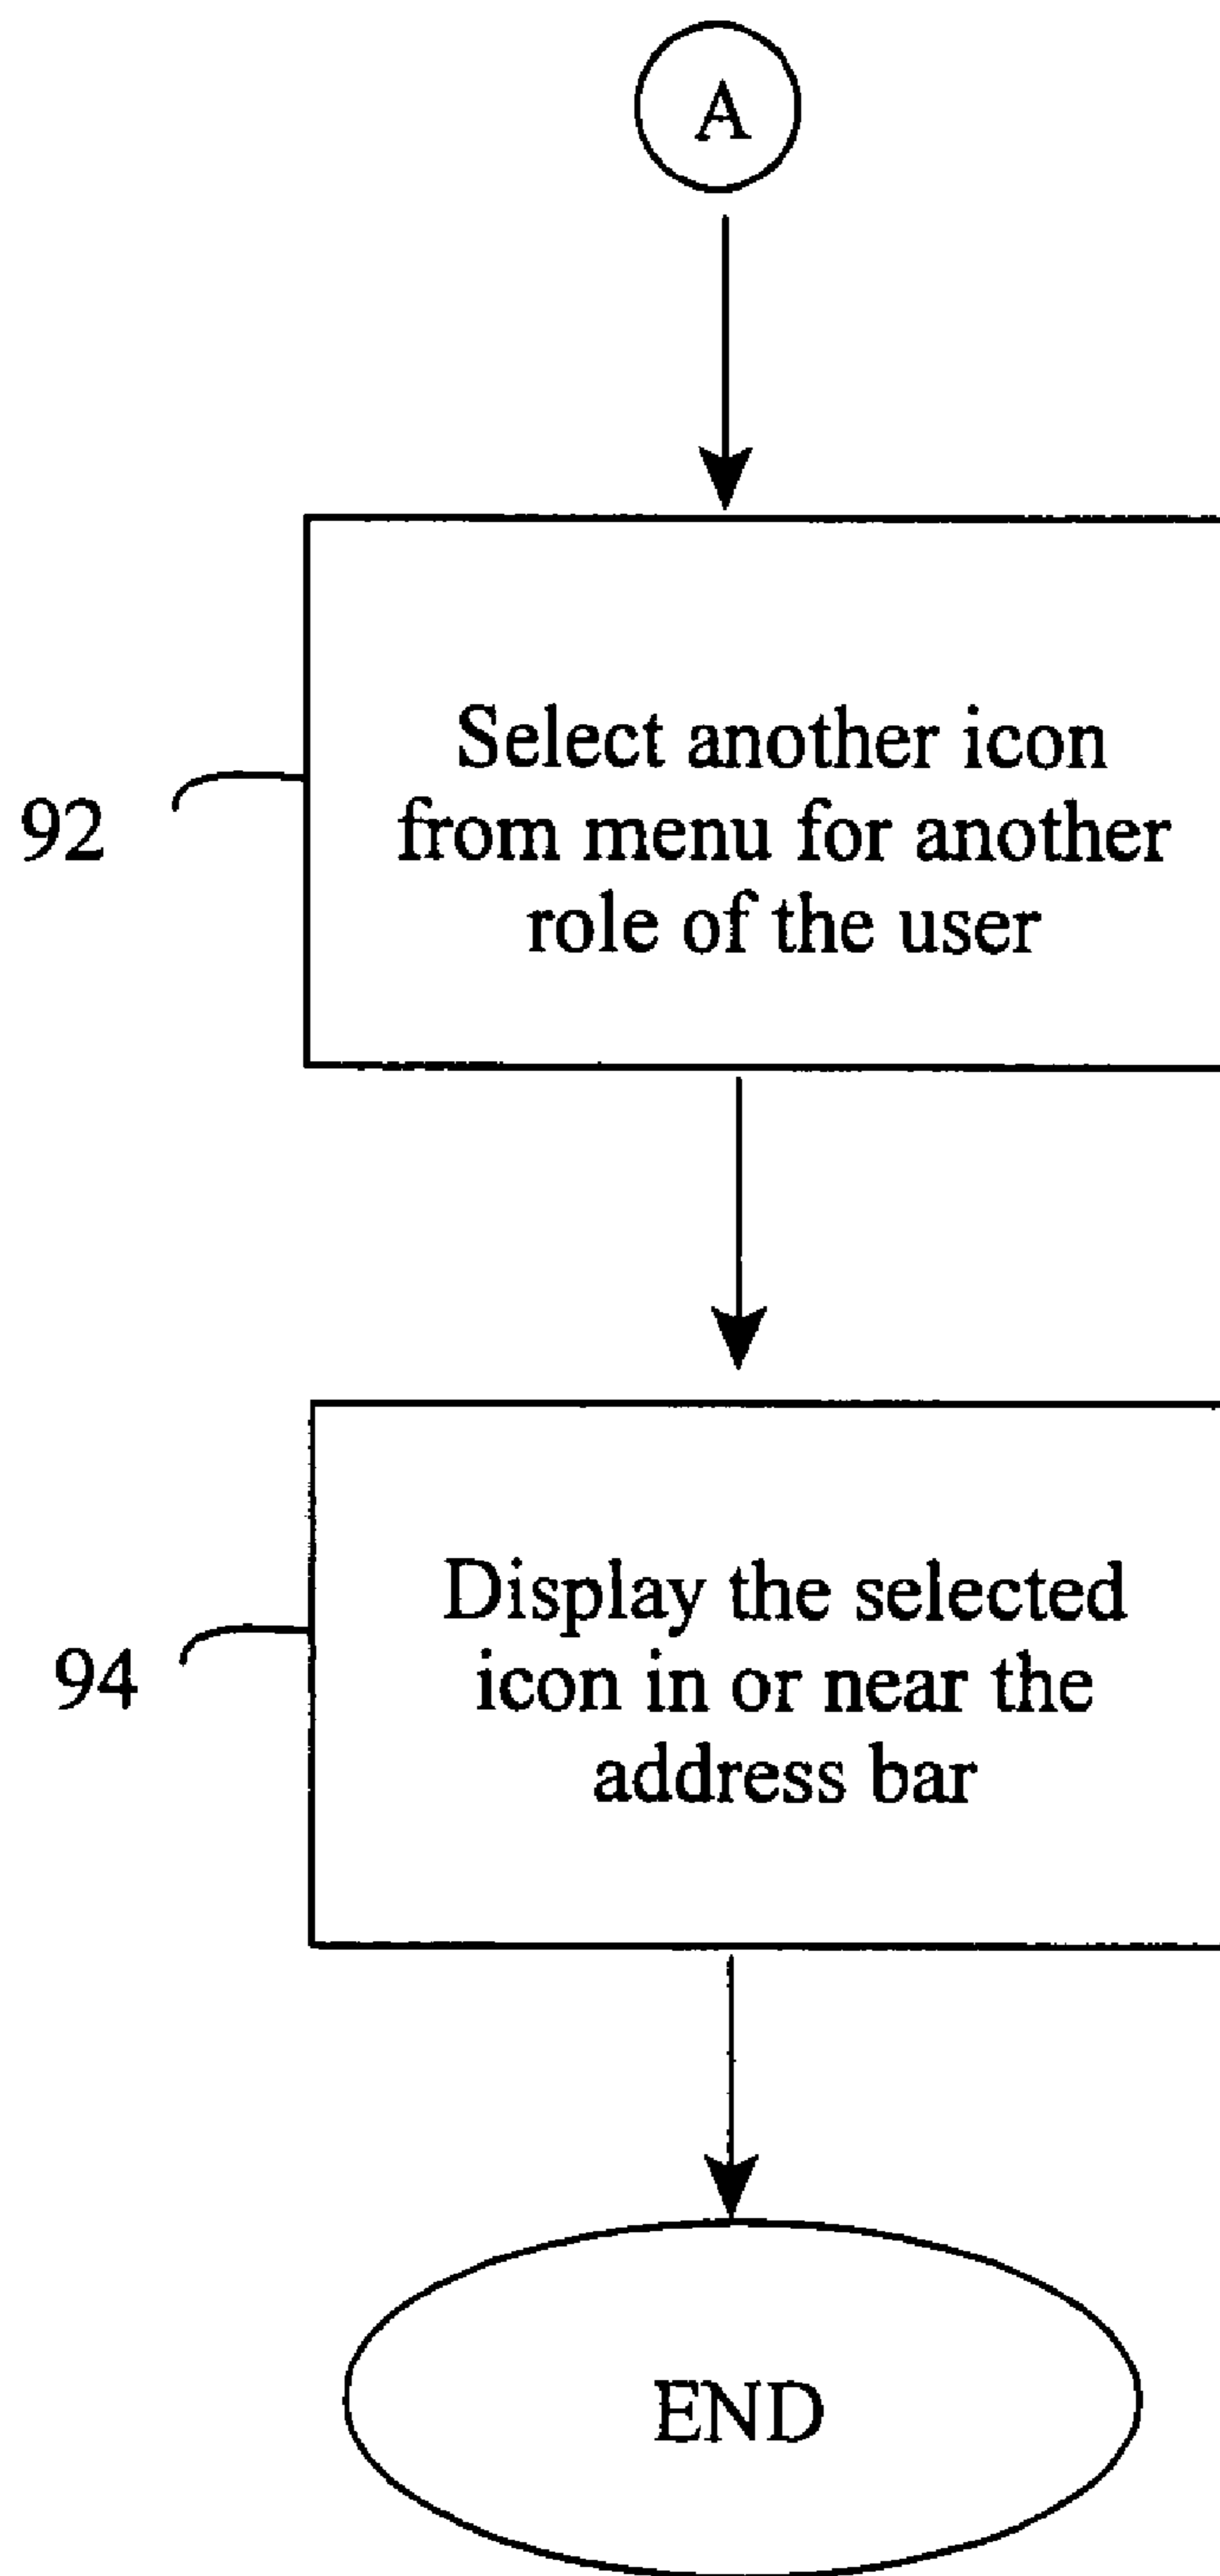 A
92
Select another icon
from menu for another
role of the user
94
Display the selected
icon in or near the
address bar
END